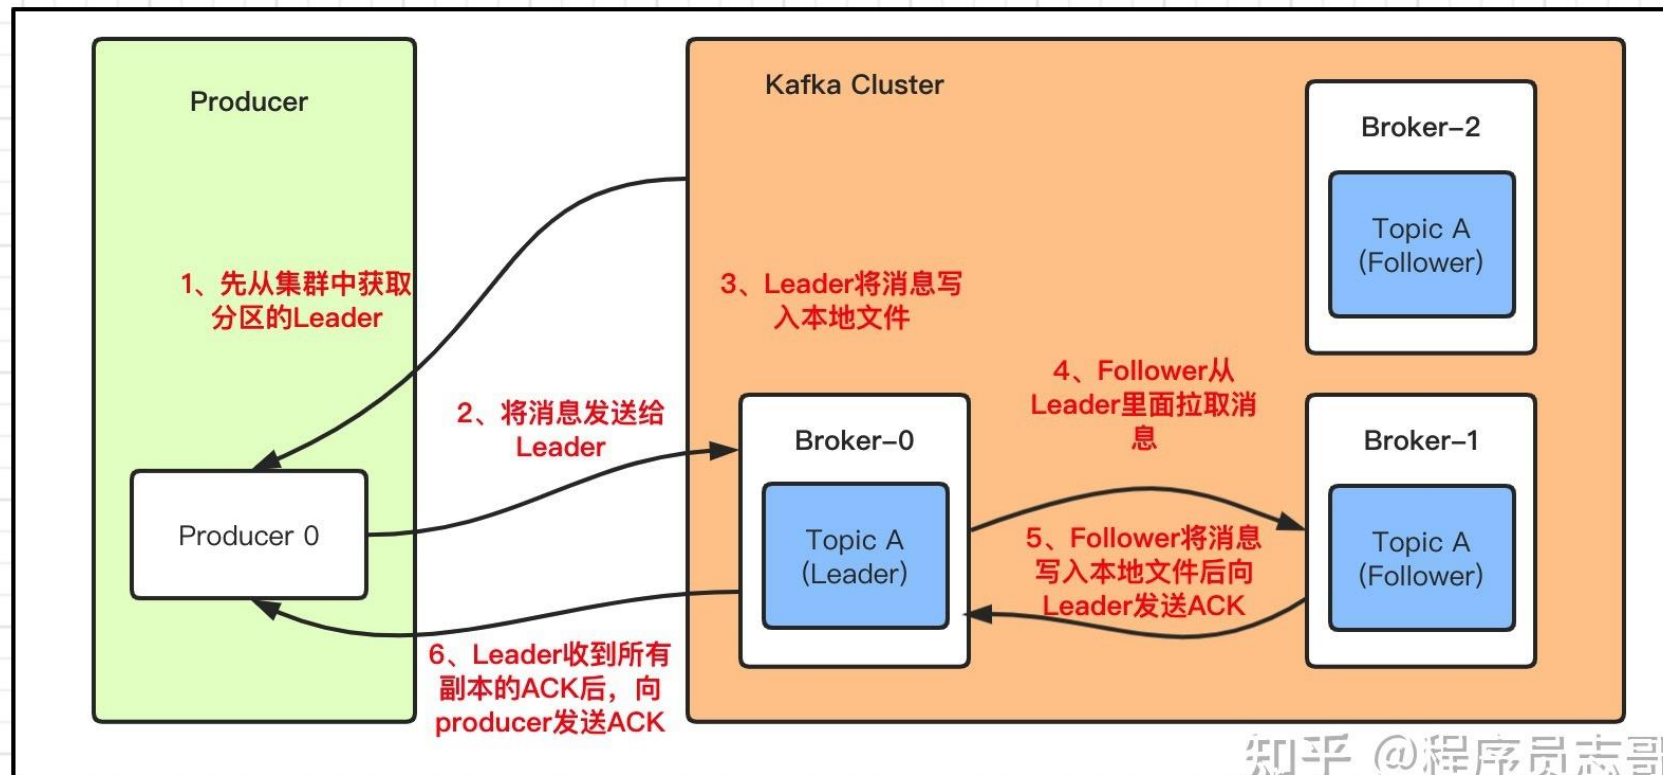 Producer
Kafka Cluster
Broker-2
Topic A
(Follower)
1、先从集群中获取
分区的Leader
3、Leader将消息写
入本地文件
4、Follower从
Leader里面拉取消
息
2、将消息发送给
Leader
Broker-0
Broker-1
Producer 0
Topic A
(Leader)
5、Follower将消息
写入本地文件后向
Leader发送ACK
Topic A
(Follower)
6、Leader收到所有
副本的ACK后，向
producer发送ACK
知乎 @程序员志哥